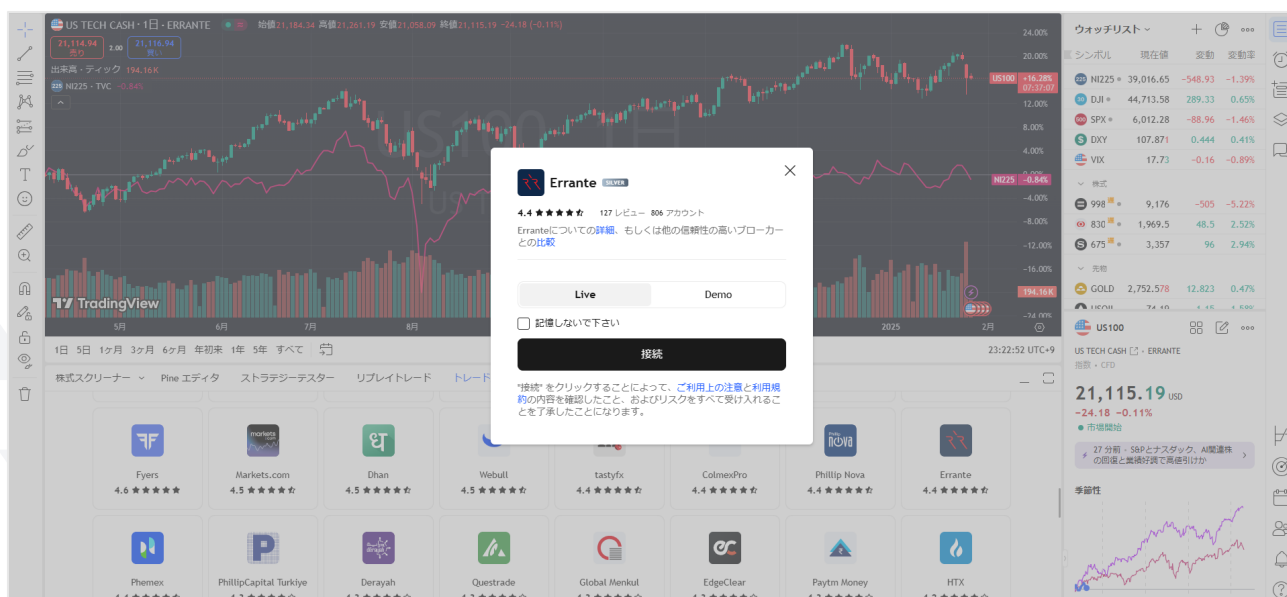 US TECH CASH · 1日 · ERRANTE 始値21,184.34 高値21,261.19 安値21,058.09 終値21,115.19 -24.18 (-0.11%)
21,114.94 売り 2.00 21,116.94 買い
出来高 · ティック 194.16K
NI225 · TVC -0.84%
24.00%
20.00%
US100 +16.28%
07:37:07
12.00%
8.00%
4.00%
NI225 -0.84%
-4.00%
-8.00%
-12.00%
-16.00%
194.16K
-24.00%
TradingView
5月 6月 7月 8月 2025 2月
1日 5日 1ヶ月 3ヶ月 6ヶ月 年初来 1年 5年 すべて
23:22:52 UTC+9
株式スクリーナー Pine エディタ ストラテジーテスター リプレイトレード トレード
Errante SILVER
4.4 127 レビュー 806 アカウント
Erranteについての詳細、もしくは他の信頼性の高いブローカー
との比較
Live Demo
記憶しないで下さい
接続
"接続" をクリックすることによって、ご利用上の注意と利用規
約の内容を確認したこと、およびリスクをすべて受け入れるこ
とを了承したことになります。
Fyers Markets.com Dhan Webull tastyfx ColmexPro Phillip Nova Errante
4.6 4.5 4.5 4.5 4.4 4.4 4.4 4.4
Phemex PhillipCapital Turkiye Derayah Questrade Global Menkul EdgeClear Paytm Money HTX
ウォッチリスト
シンボル 現在値 変動 変動率
NI225 39,016.65 -548.93 -1.39%
DJI 44,713.58 289.33 0.65%
SPX 6,012.28 -88.96 -1.46%
DXY 107.871 0.444 0.41%
VIX 17.73 -0.16 -0.89%
株式
998 9,176 -505 -5.22%
830 1,969.5 48.5 2.52%
675 3,357 96 2.94%
先物
GOLD 2,752.578 12.823 0.47%
US100
US TECH CASH · ERRANTE
指数 · CFD
21,115.19 USD
-24.18 -0.11%
市場開始
27 分前 · S&Pとナスダック、AI関連株
の回復と業績好調で高値引けか
季節性